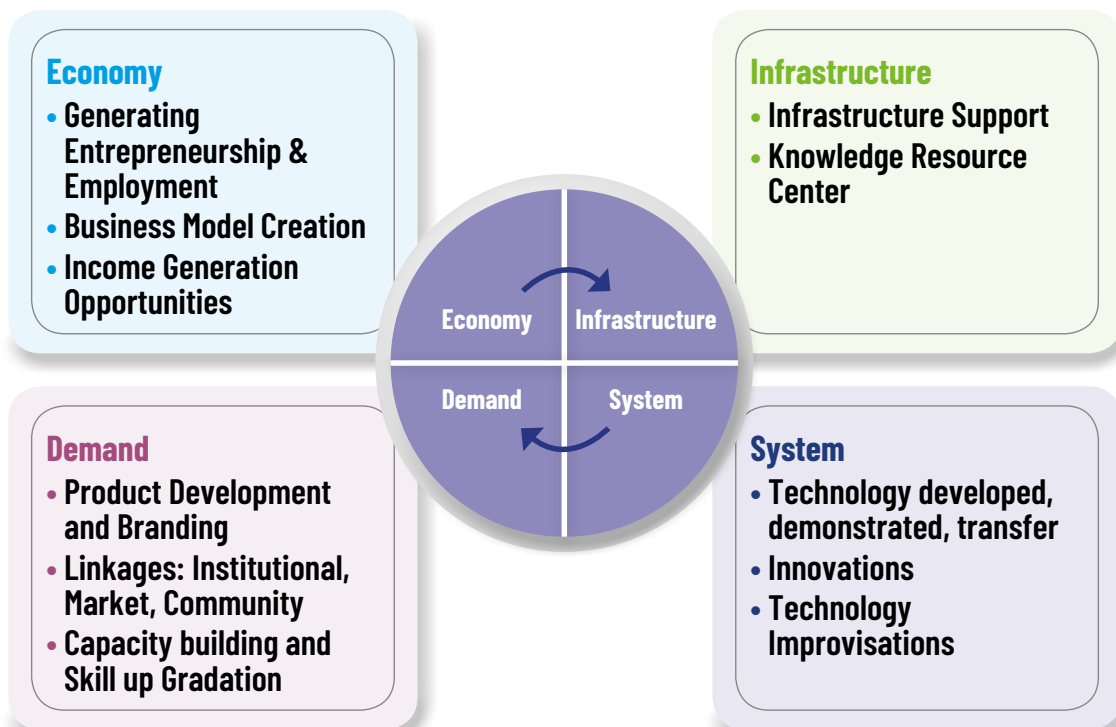 Economy
• Generating
Entrepreneurship &
Employment
• Business Model Creation
• Income Generation
Opportunities
Infrastructure
• Infrastructure Support
• Knowledge Resource
Center
Economy
Infrastructure
Demand
System
Demand
• Product Development
and Branding
• Linkages: Institutional,
Market, Community
• Capacity building and
Skill up Gradation
System
• Technology developed,
demonstrated, transfer
• Innovations
• Technology
Improvisations